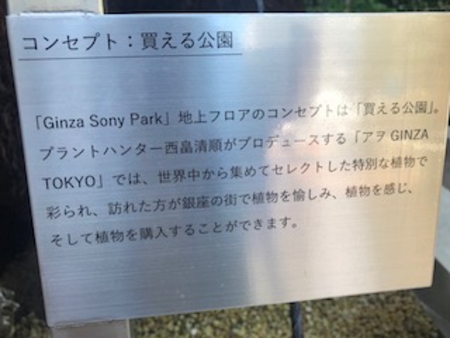 コンセプト：買える公園
「Ginza Sony Park」地上フロアのコンセプトは「買える公園」。
プラントハンター西畠清順がプロデュースする「アヲ GINZA
TOKYO」では、世界中から集めてセレクトした特別な植物で
彩られ、訪れた方が銀座の街で植物を愉しみ、植物を感じ、
そして植物を購入することができます。